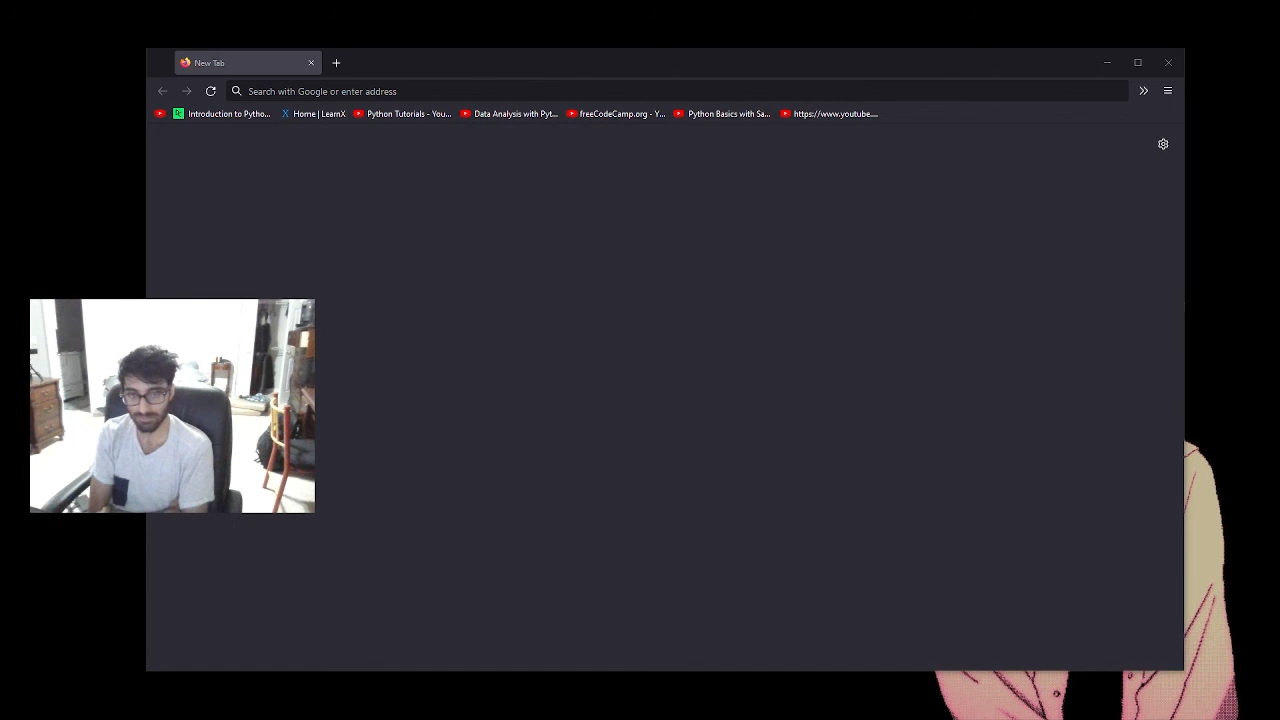 New Tab
Search with Google or enter address
Introduction to Pytho... Home | LearnX Python Tutorials - You... Data Analysis with Pyt... freeCodeCamp.org - Y... Python Basics with Sa... https://www.youtube....